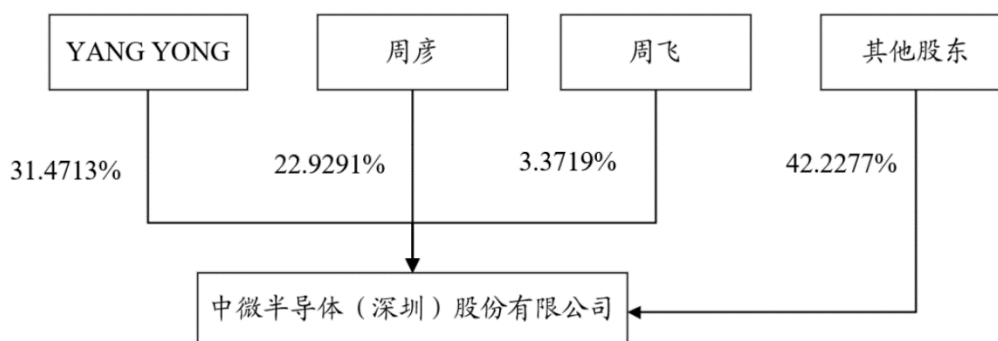 YANG YONG
周彦
周飞
其他股东
31.4713%
22.9291%
3.3719%
42.2277%
中微半导体（深圳）股份有限公司